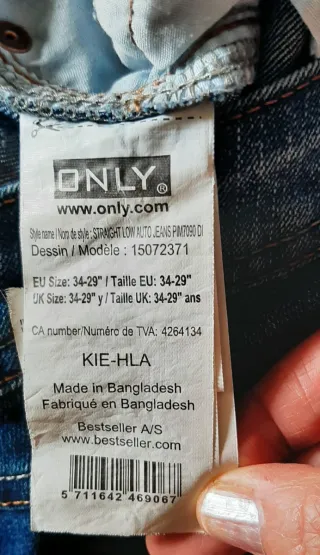 ONLY®
www.only.com
Style name / Nom de style : STRAIGHT LOW AUTO JEANS PIM7090 DI
Dessin / Modèle : 15072371
EU Size: 34-29" / Taille EU: 34-29"
UK Size: 34-29" y / Taille UK: 34-29" ans
CA number/Numéro de TVA: 4264134
KIE-HLA
Made in Bangladesh
Fabriqué en Bangladesh
Bestseller A/S
www.bestseller.com
5 711642 469067